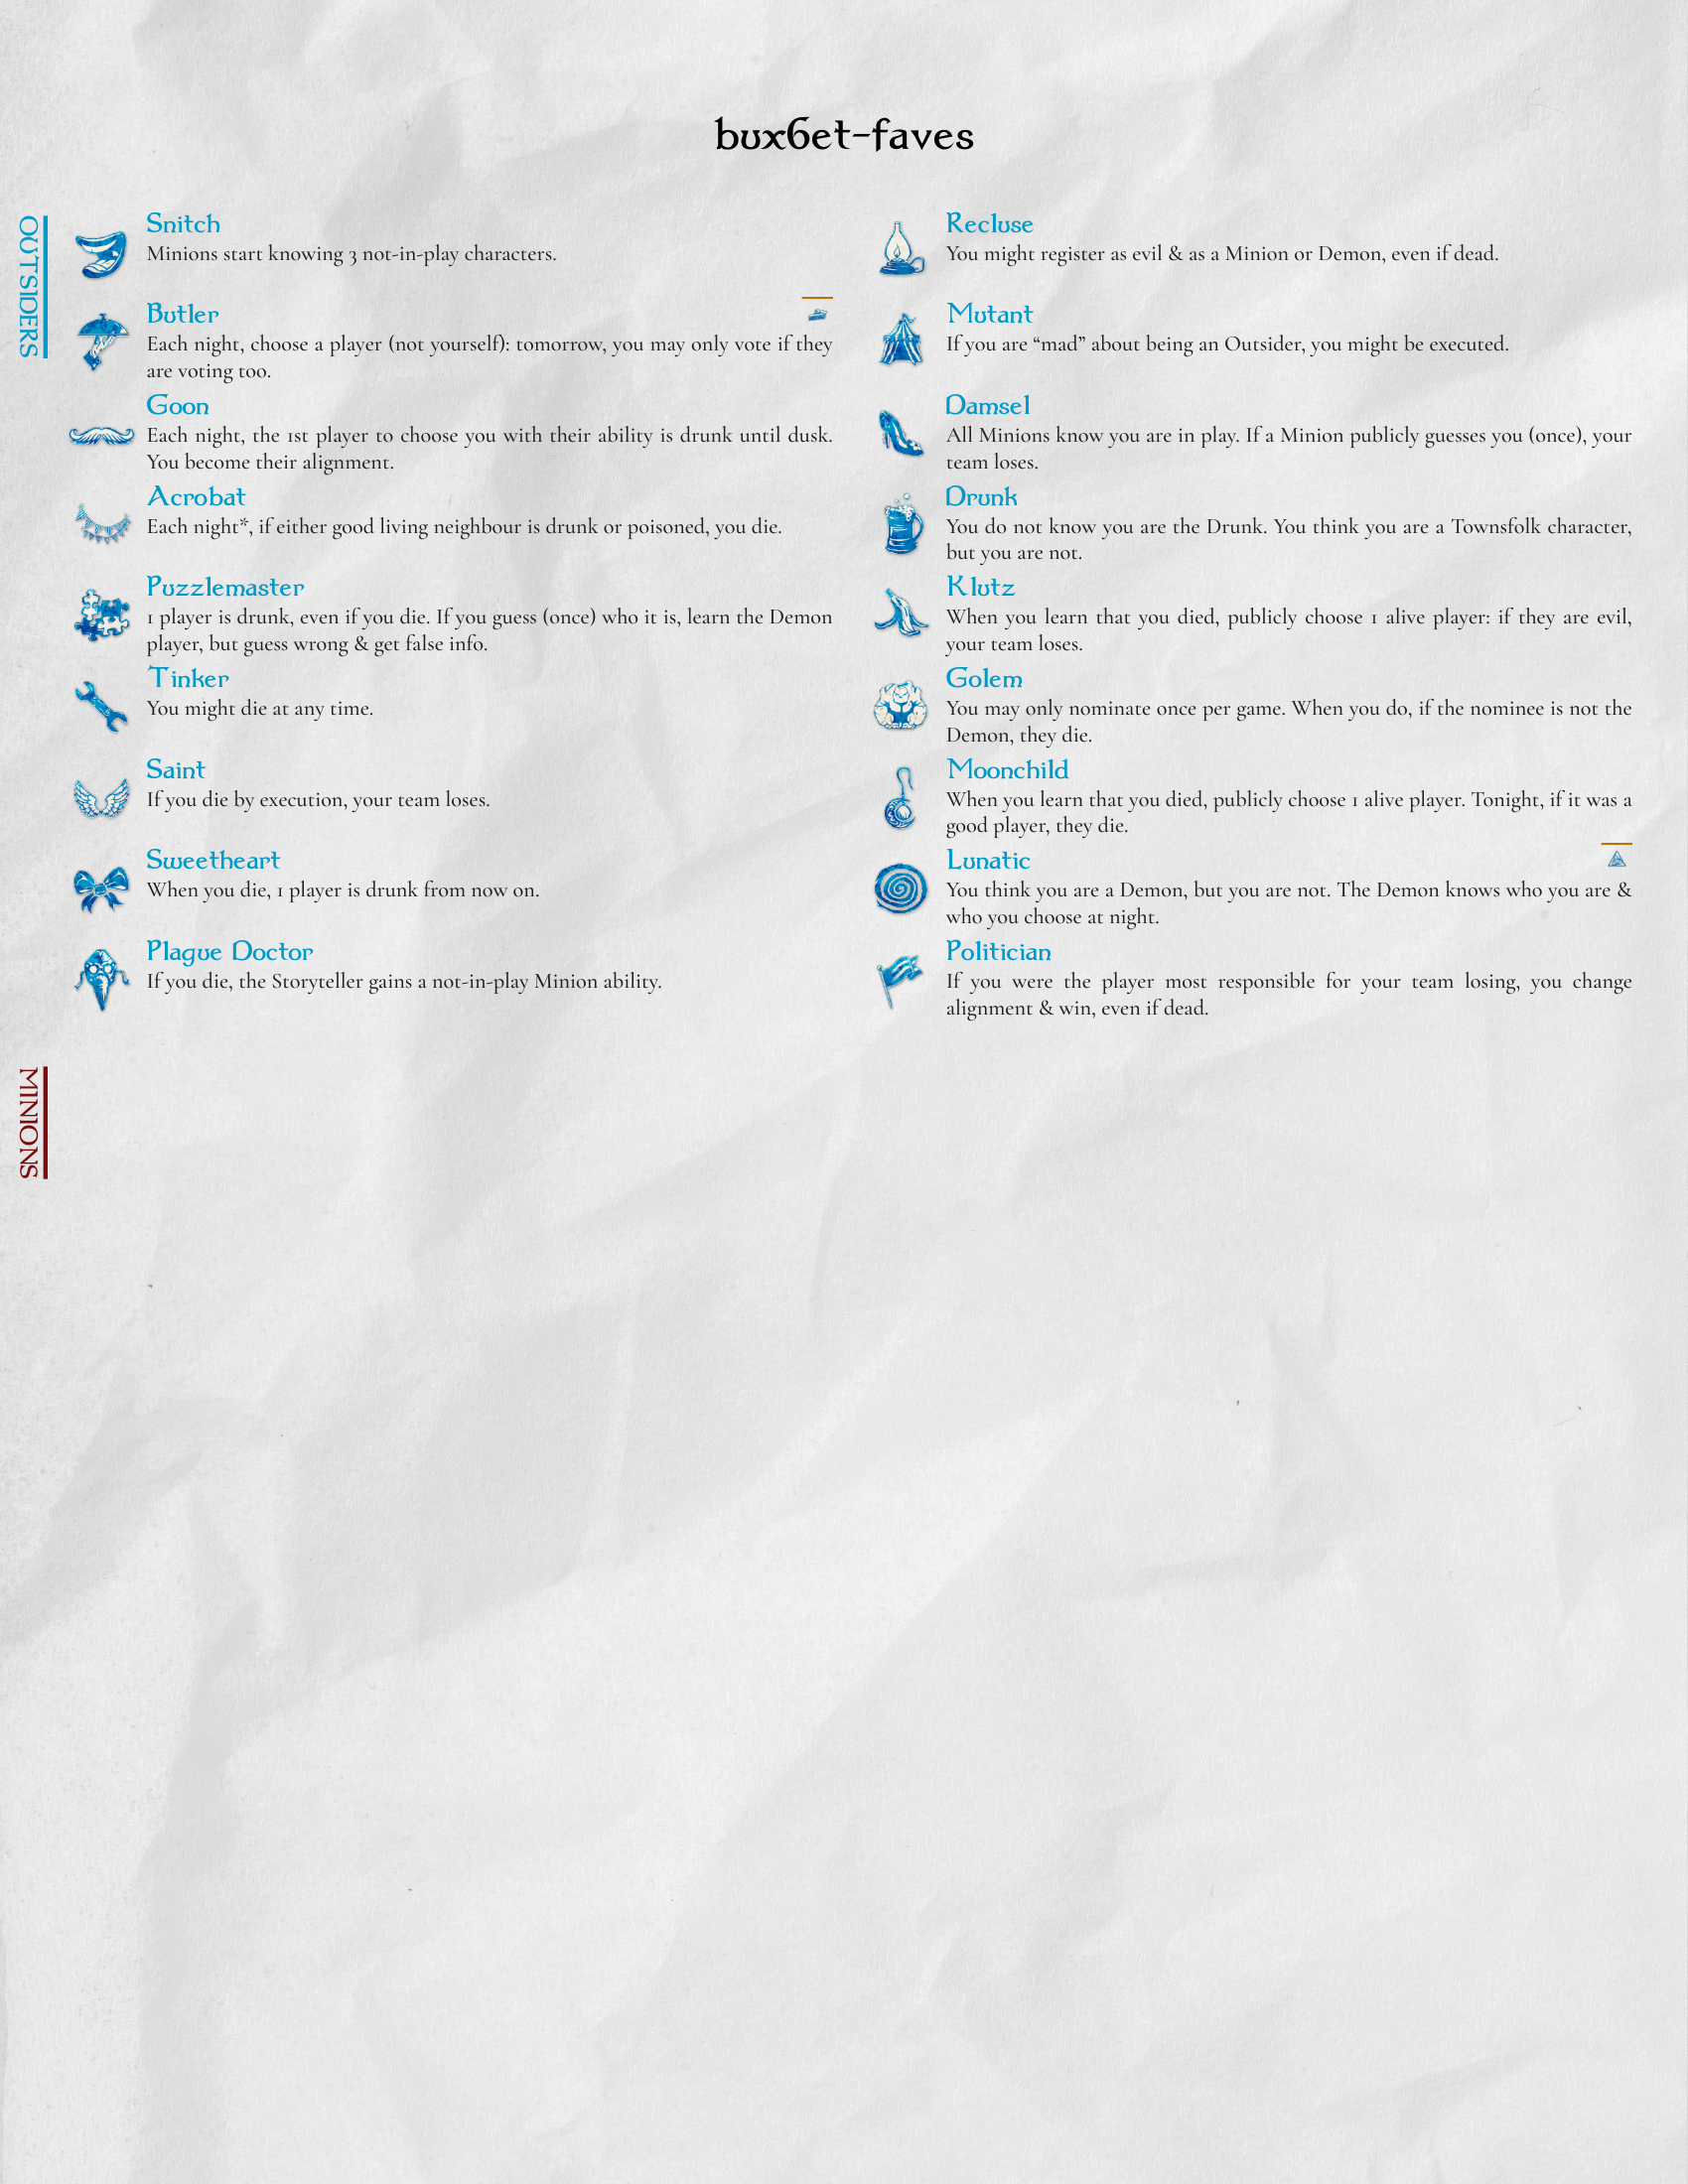 bux6et-faves
OUTSIDERS
Snitch
Minions start knowing 3 not-in-play characters.
Butler
Each night, choose a player (not yourself): tomorrow, you may only vote if they
are voting too.
Goon
Each night, the 1st player to choose you with their ability is drunk until dusk.
You become their alignment.
Acrobat
Each night*, if either good living neighbour is drunk or poisoned, you die.
Puzzlemaster
1 player is drunk, even if you die. If you guess (once) who it is, learn the Demon
player, but guess wrong & get false info.
Tinker
You might die at any time.
Saint
If you die by execution, your team loses.
Sweetheart
When you die, 1 player is drunk from now on.
Plague Doctor
If you die, the Storyteller gains a not-in-play Minion ability.
Recluse
You might register as evil & as a Minion or Demon, even if dead.
Mutant
If you are “mad” about being an Outsider, you might be executed.
Damsel
All Minions know you are in play. If a Minion publicly guesses you (once), your
team loses.
Drunk
You do not know you are the Drunk. You think you are a Townsfolk character,
but you are not.
Klutz
When you learn that you died, publicly choose 1 alive player: if they are evil,
your team loses.
Golem
You may only nominate once per game. When you do, if the nominee is not the
Demon, they die.
Moonchild
When you learn that you died, publicly choose 1 alive player. Tonight, if it was a
good player, they die.
Lunatic
You think you are a Demon, but you are not. The Demon knows who you are &
who you choose at night.
Politician
If you were the player most responsible for your team losing, you change
alignment & win, even if dead.
MINIONS